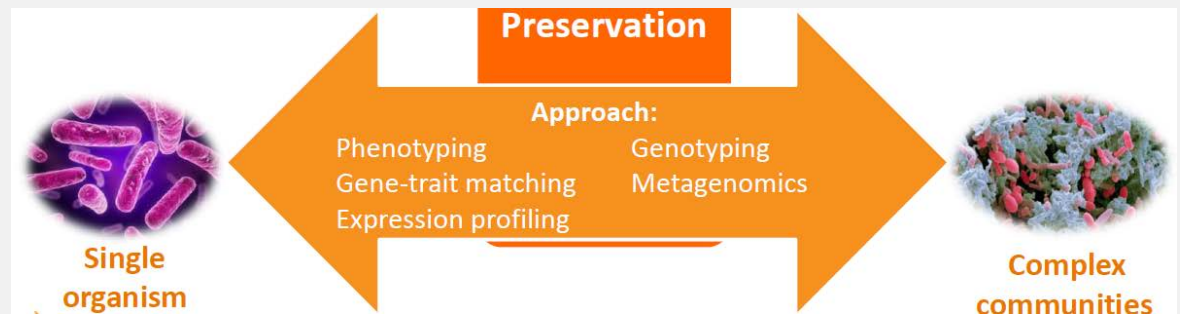 Preservation
Approach:
Phenotyping Genotyping
Gene-trait matching Metagenomics
Expression profiling
Single
organism
Complex
communities